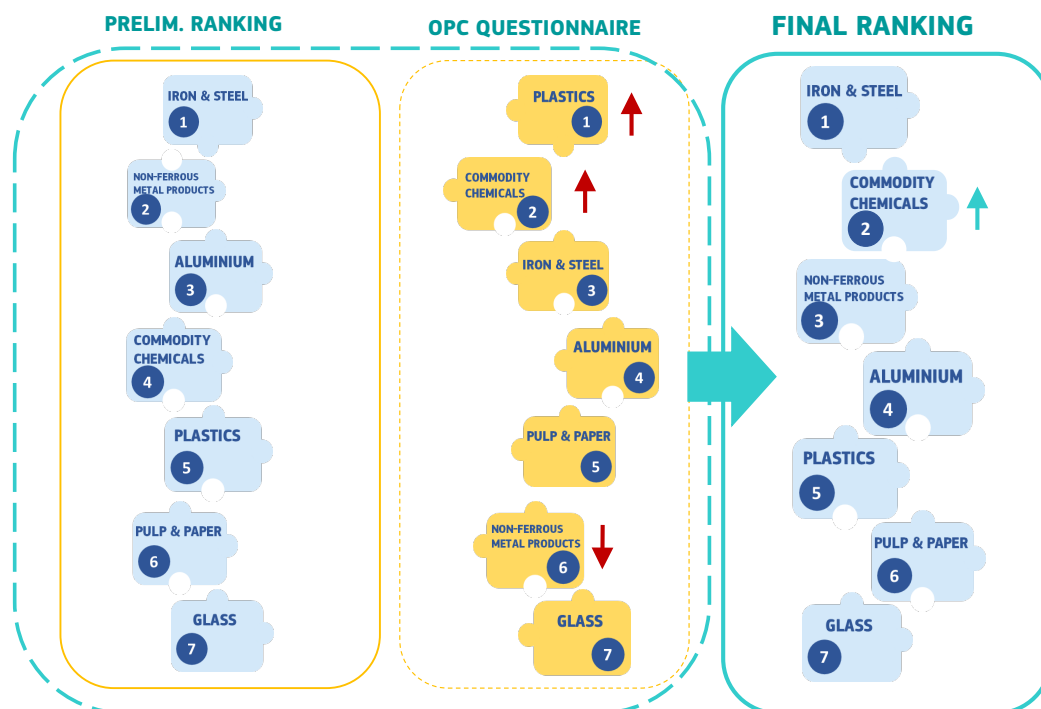 PRELIM. RANKING
IRON & STEEL
1
NON-FERROUS
METAL PRODUCTS
2
ALUMINIUM
3
COMMODITY
CHEMICALS
4
PLASTICS
5
PULP & PAPER
6
GLASS
7
OPC QUESTIONNAIRE
PLASTICS
1
COMMODITY
CHEMICALS
2
IRON & STEEL
3
ALUMINIUM
4
PULP & PAPER
5
NON-FERROUS
METAL PRODUCTS
6
GLASS
7
FINAL RANKING
IRON & STEEL
1
COMMODITY
CHEMICALS
2
NON-FERROUS
METAL PRODUCTS
3
ALUMINIUM
4
PLASTICS
5
PULP & PAPER
6
GLASS
7